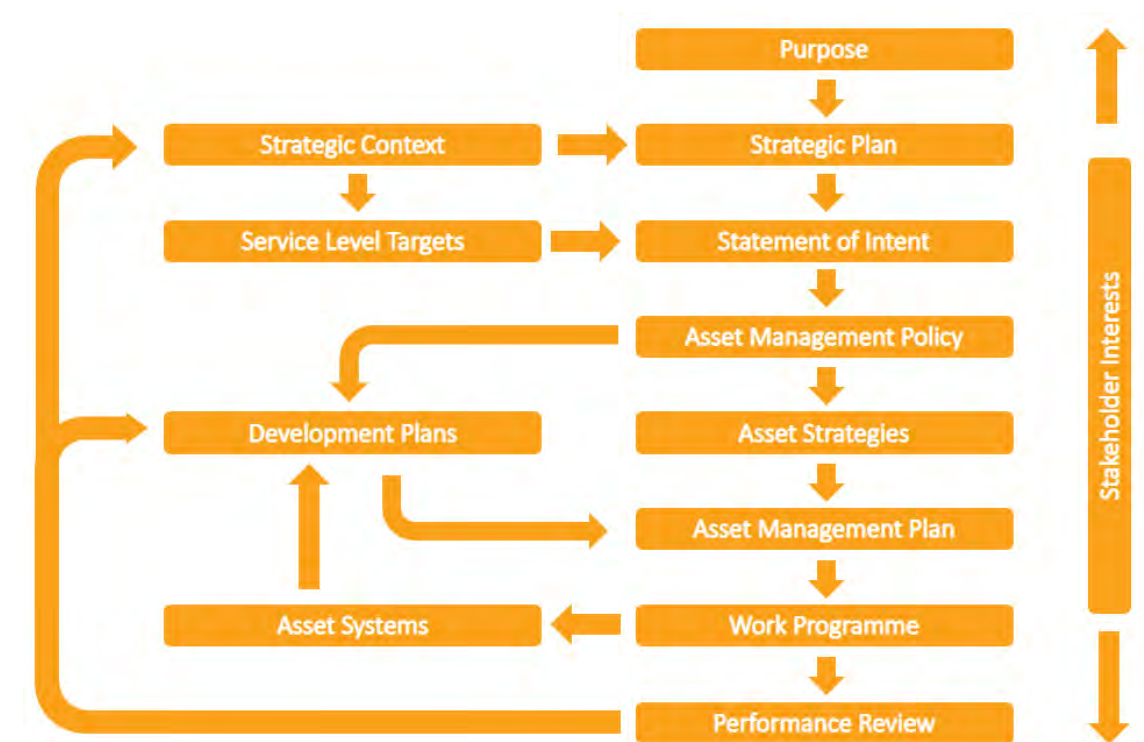 Purpose
Strategic Context
Strategic Plan
Service Level Targets
Statement of Intent
Asset Management Policy
Development Plans
Asset Strategies
Asset Management Plan
Asset Systems
Work Programme
Performance Review
Stakeholder Interests